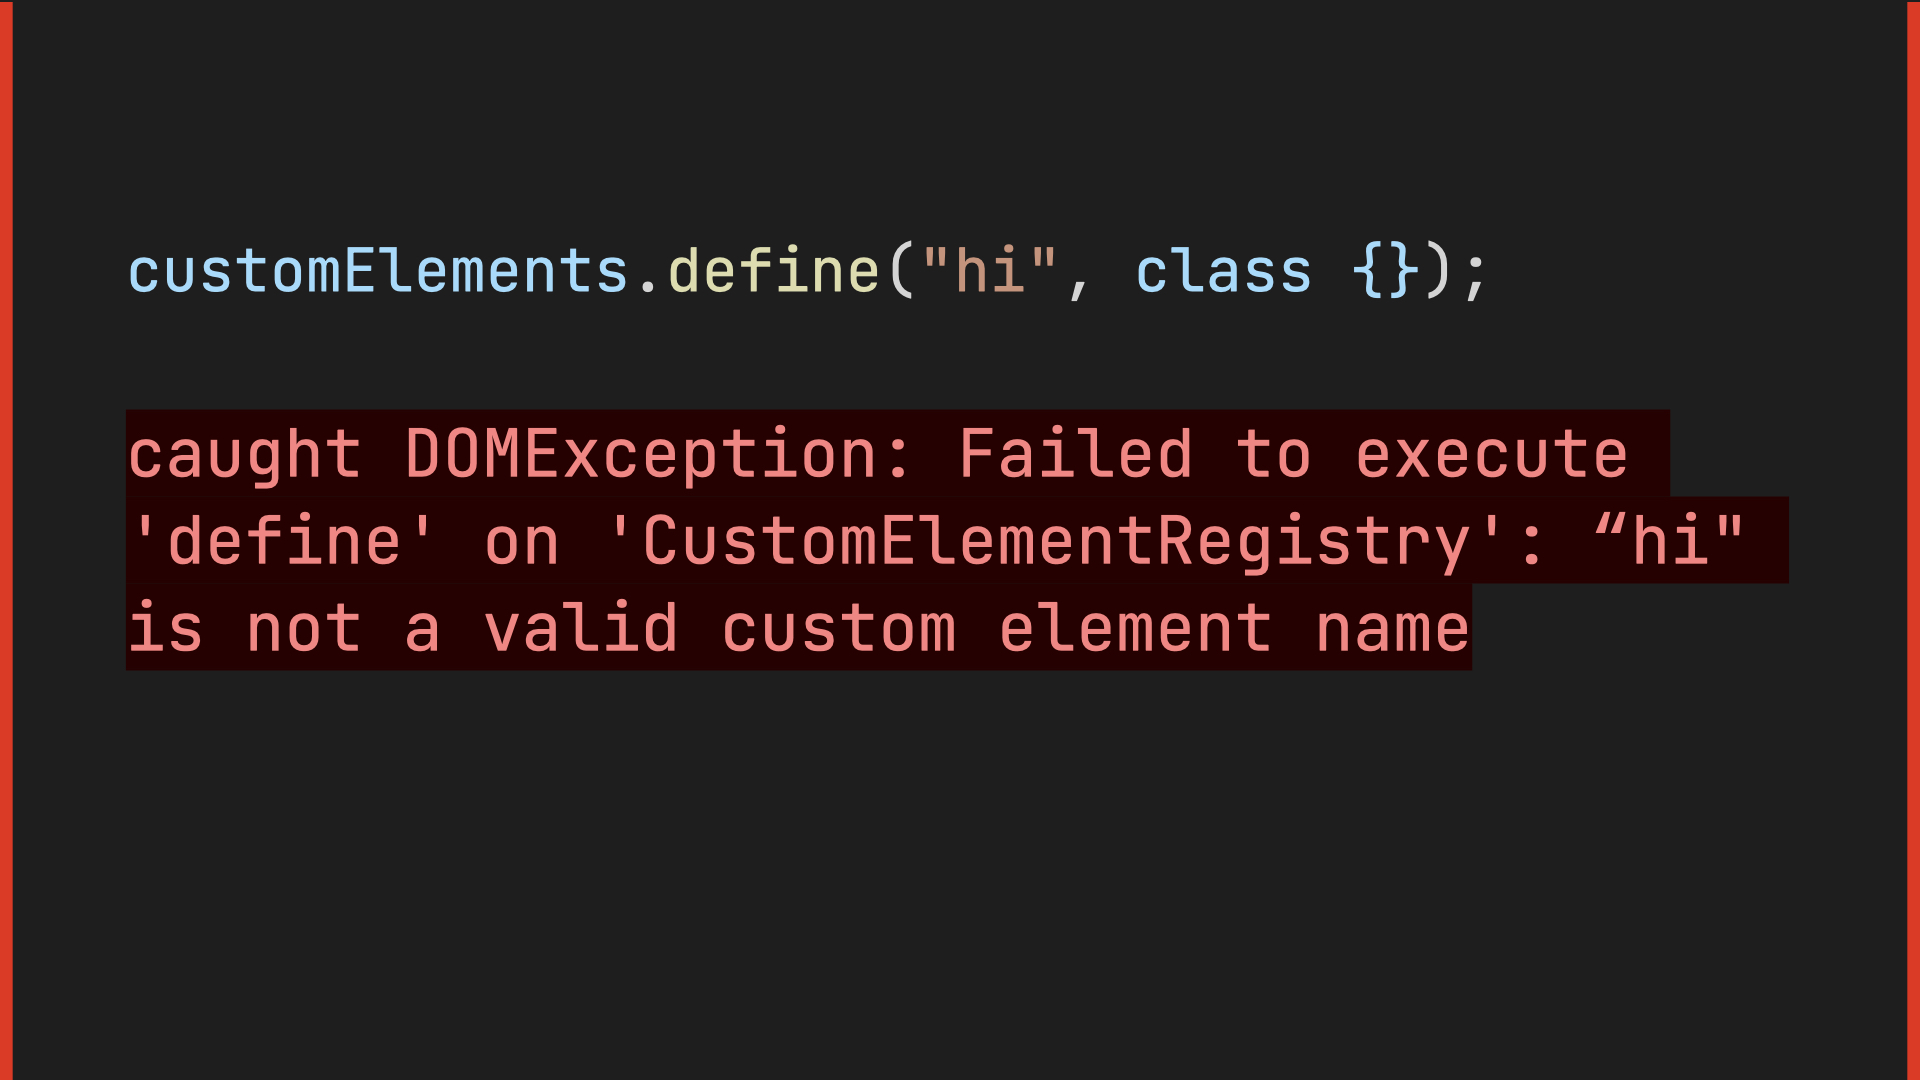 customElements.define("hi", class {});
caught DOMException: Failed to execute
'define' on 'CustomElementRegistry': “hi"
is not a valid custom element name